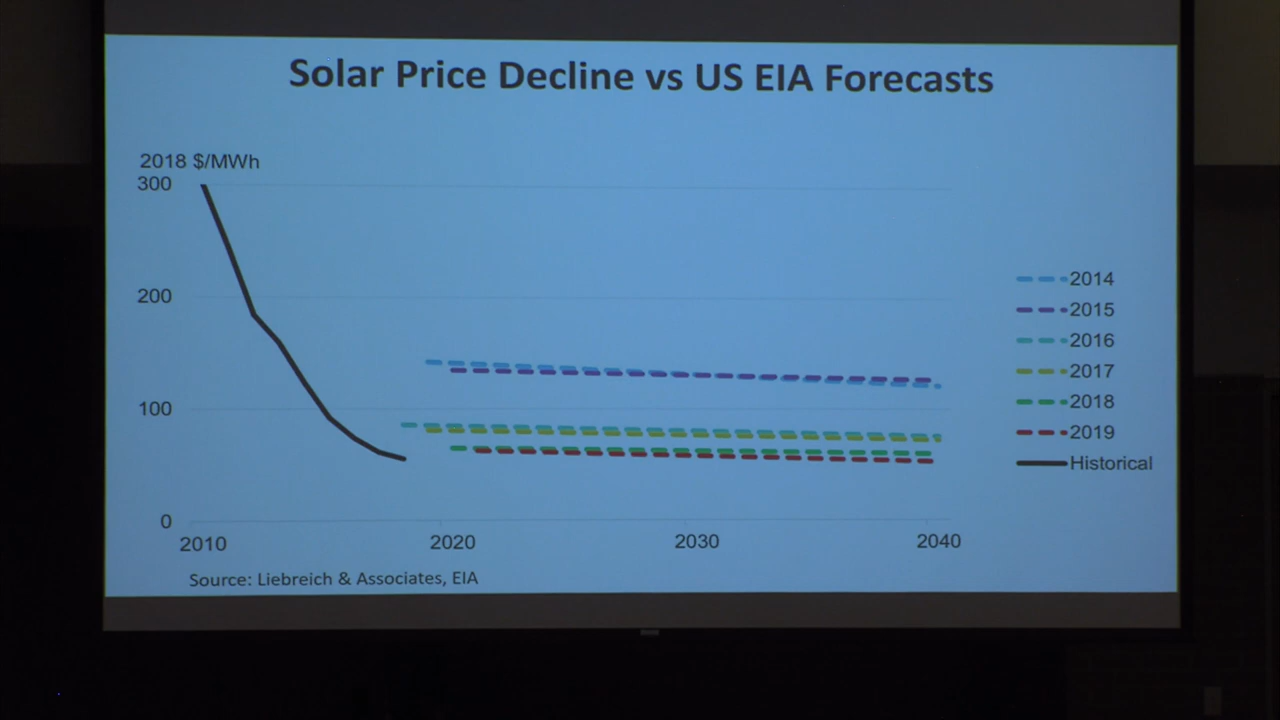 Solar Price Decline vs US EIA Forecasts
2018 $/MWh
300
200
100
0
2010 2020 2030 2040
2014
2015
2016
2017
2018
2019
Historical
Source: Liebreich & Associates, EIA